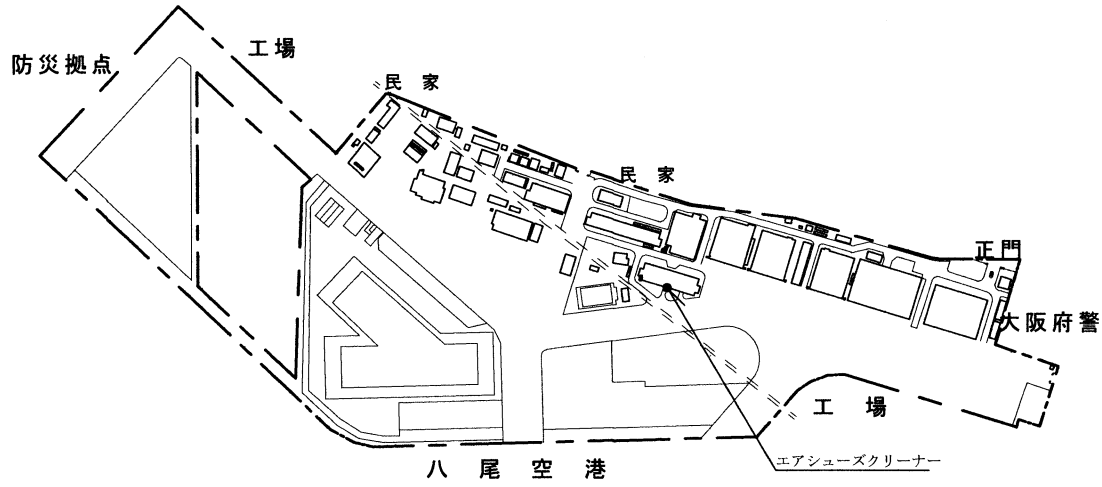 工場
防災拠点
民家
民家
正門
大阪府警
工場
エアシューズクリーナー
八尾空港